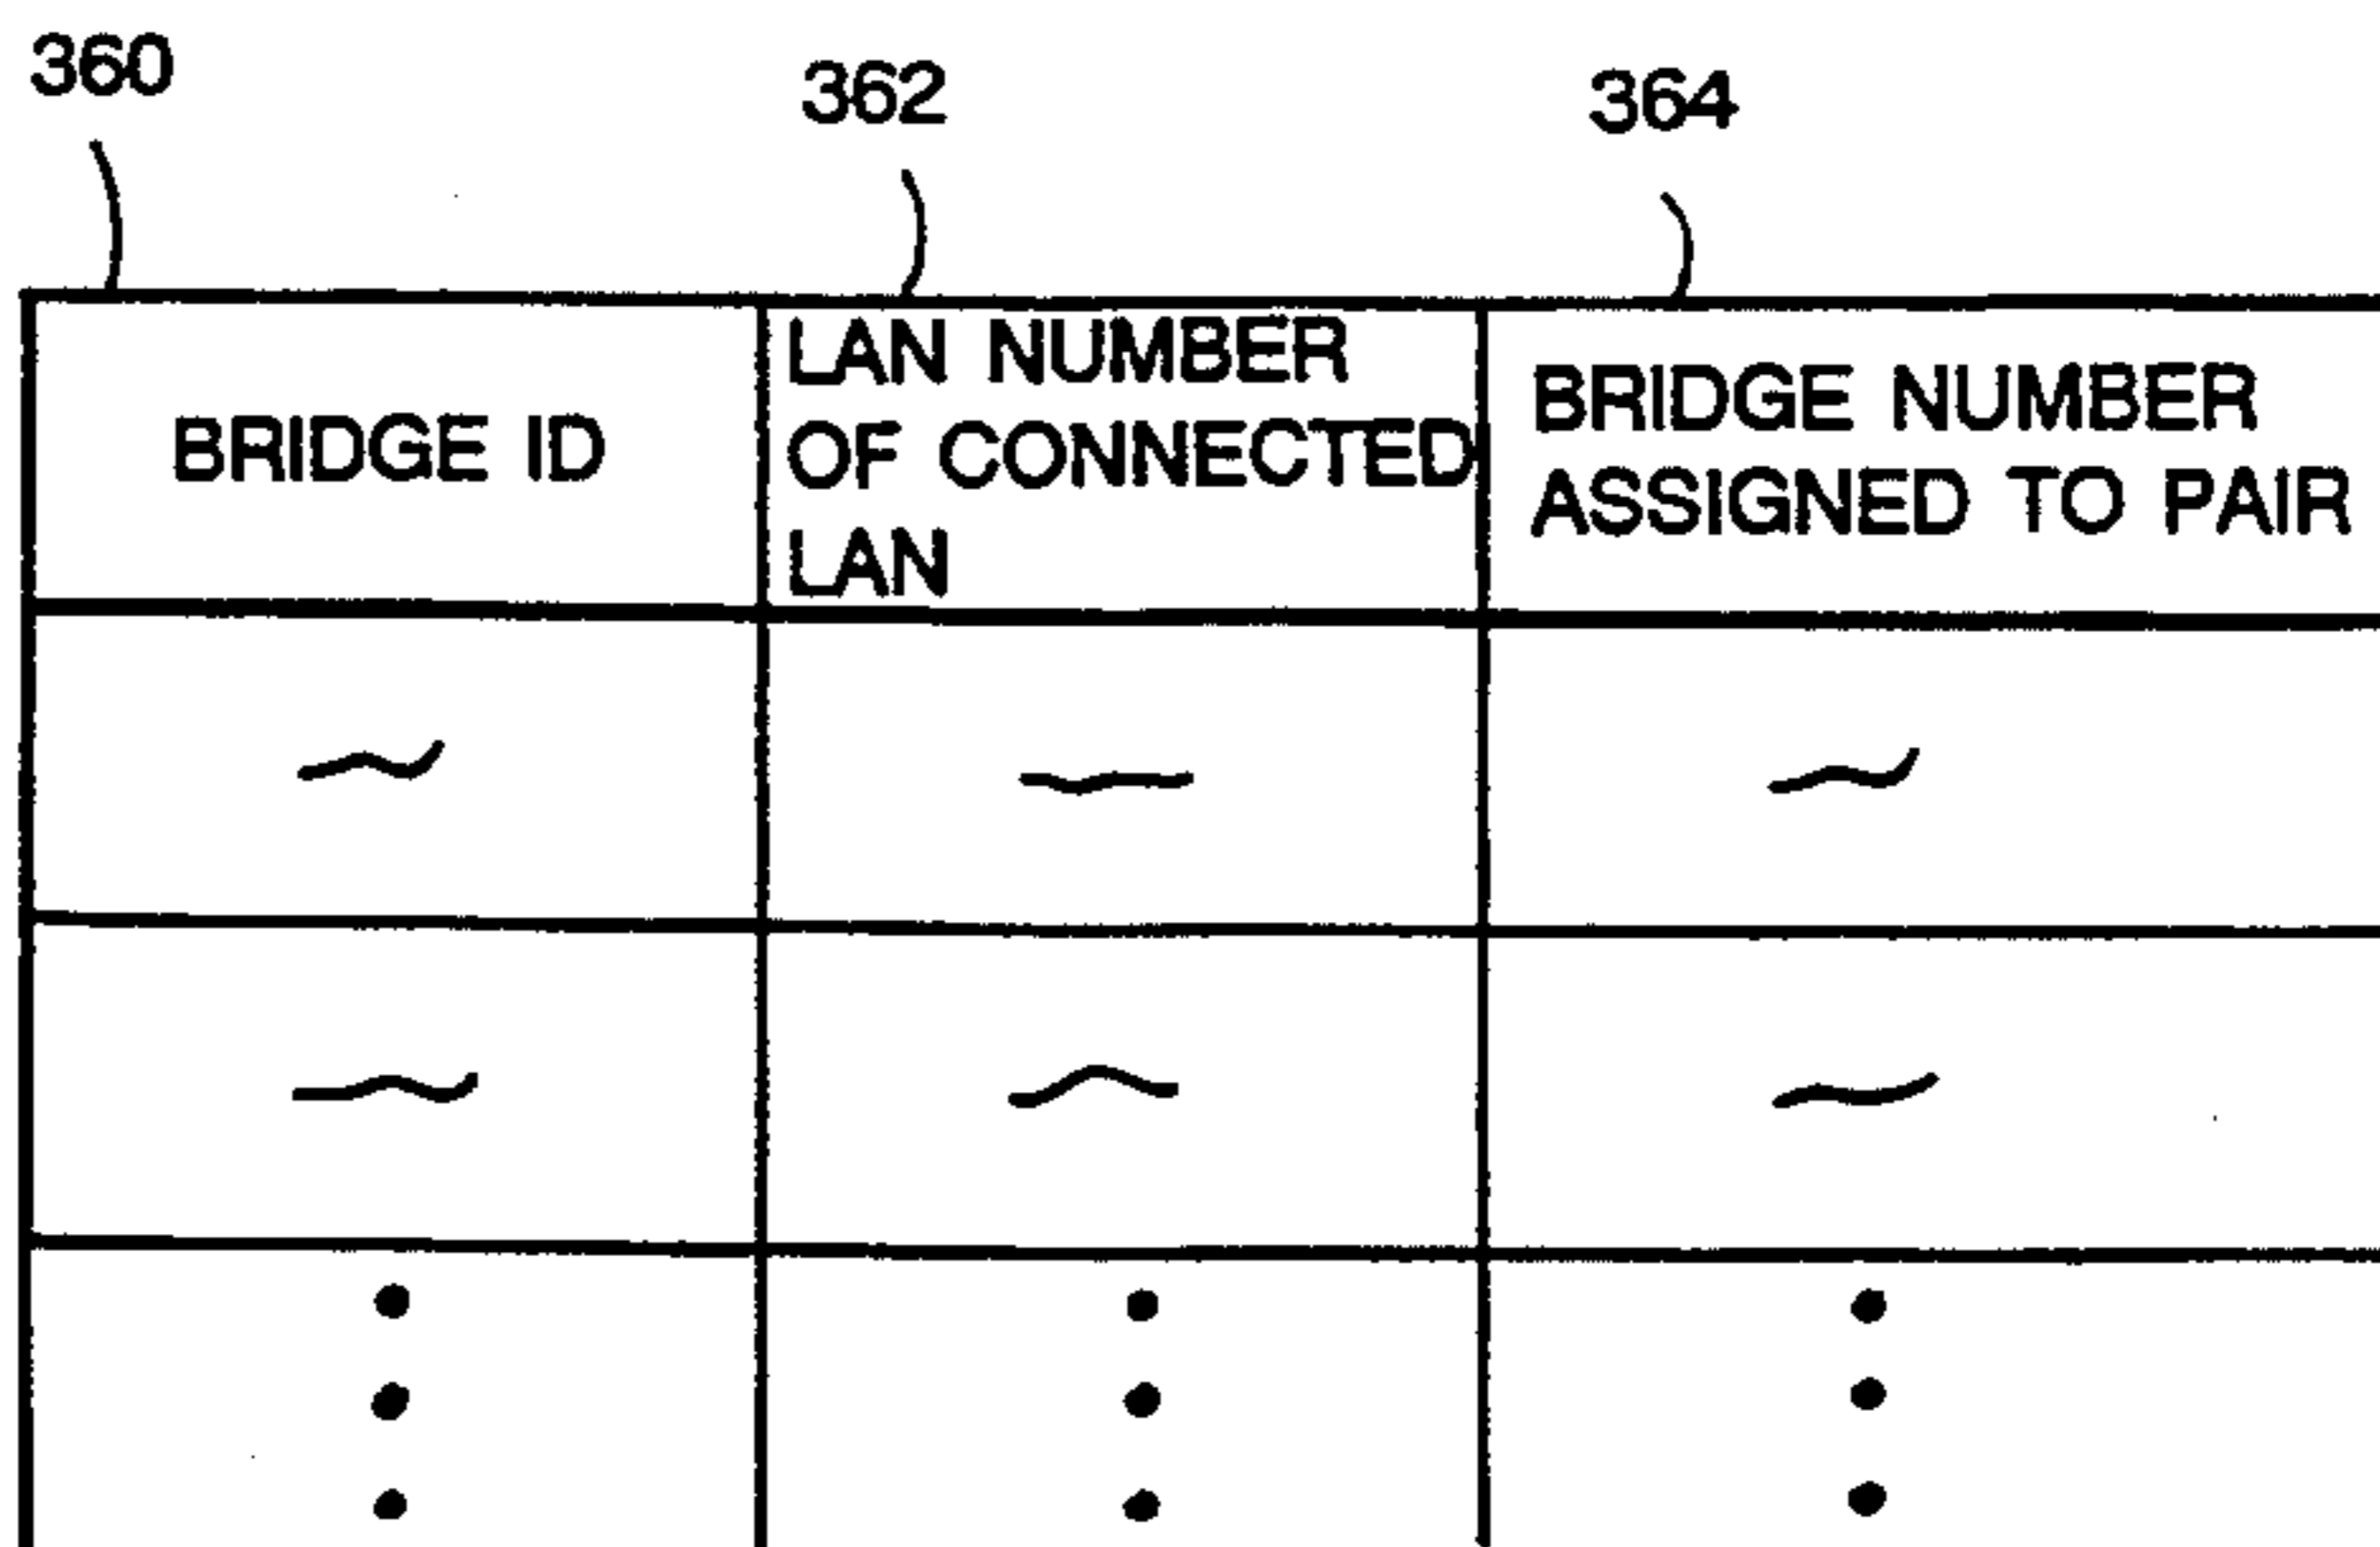 360
362
364
BRIDGE ID
LAN NUMBER
OF CONNECTED
LAN
BRIDGE NUMBER
ASSIGNED TO PAIR